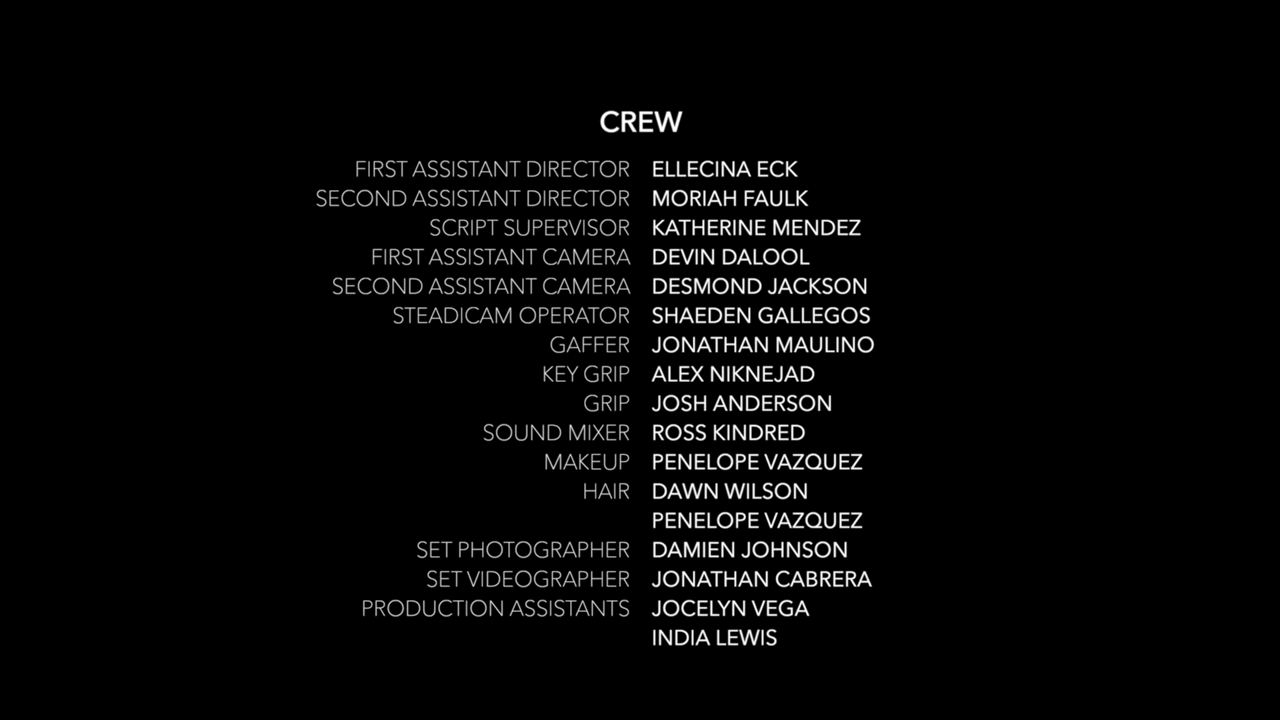 CREW
FIRST ASSISTANT DIRECTOR ELLECINA ECK
SECOND ASSISTANT DIRECTOR MORIAH FAULK
SCRIPT SUPERVISOR KATHERINE MENDEZ
FIRST ASSISTANT CAMERA DEVIN DALOOL
SECOND ASSISTANT CAMERA DESMOND JACKSON
STEADICAM OPERATOR SHAEDEN GALLEGOS
GAFFER JONATHAN MAULINO
KEY GRIP ALEX NIKNEJAD
GRIP JOSH ANDERSON
SOUND MIXER ROSS KINDRED
MAKEUP PENELOPE VAZQUEZ
HAIR DAWN WILSON
PENELOPE VAZQUEZ
SET PHOTOGRAPHER DAMIEN JOHNSON
SET VIDEOGRAPHER JONATHAN CABRERA
PRODUCTION ASSISTANTS JOCELYN VEGA
INDIA LEWIS